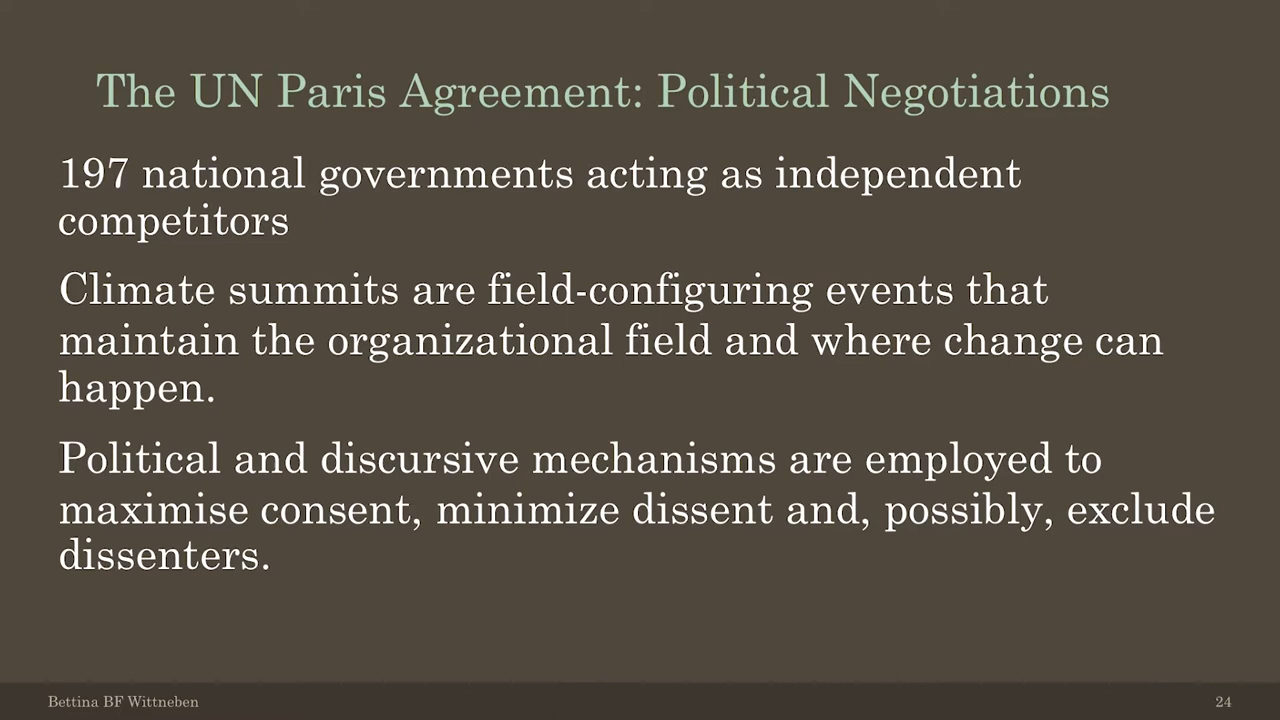 The UN Paris Agreement: Political Negotiations
197 national governments acting as independent
competitors
Climate summits are field-configuring events that
maintain the organizational field and where change can
happen.
Political and discursive mechanisms are employed to
maximise consent, minimize dissent and, possibly, exclude
dissenters.
Bettina BF Wittneben
24